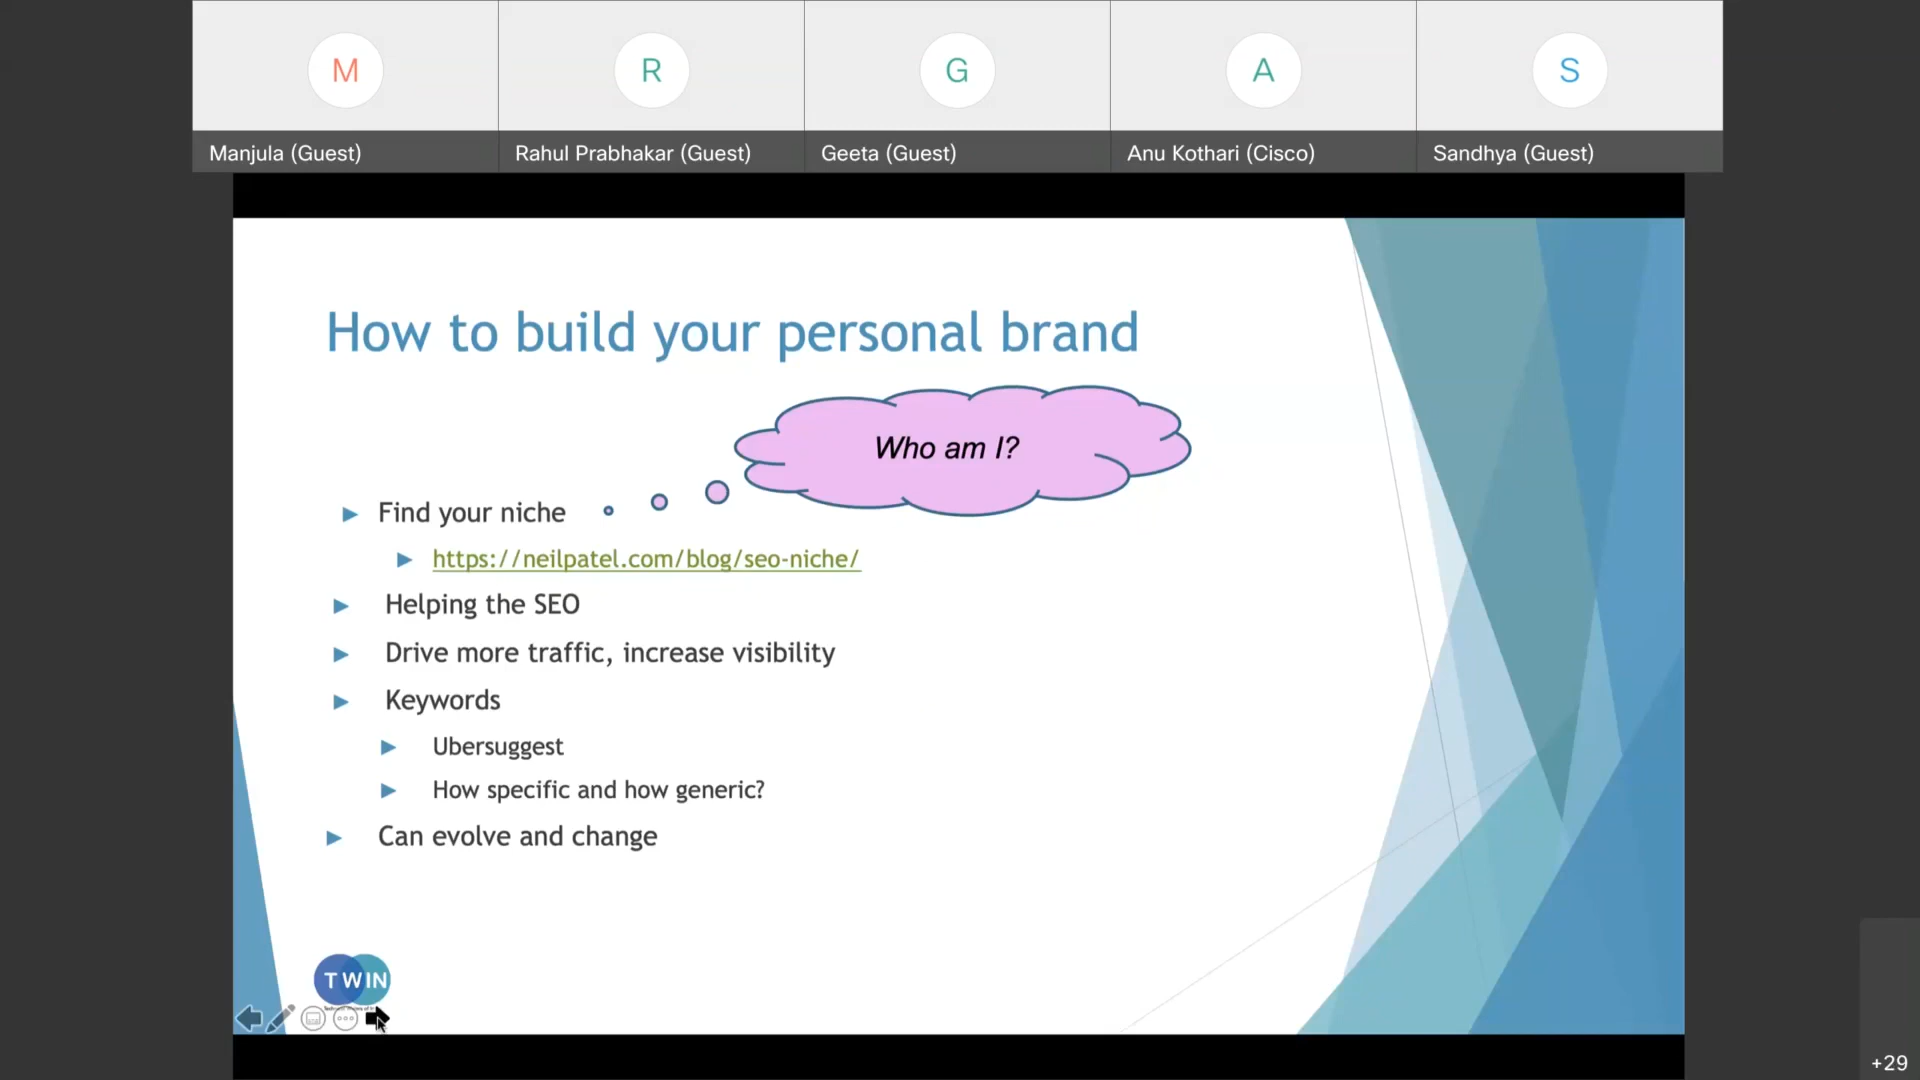 M
R
G
A
S
Manjula (Guest)
Rahul Prabhakar (Guest)
Geeta (Guest)
Anu Kothari (Cisco)
Sandhya (Guest)
How to build your personal brand
Who am I?
Find your niche
https://neilpatel.com/blog/seo-niche/
Helping the SEO
Drive more traffic, increase visibility
Keywords
Ubersuggest
How specific and how generic?
Can evolve and change
TWIN
+29